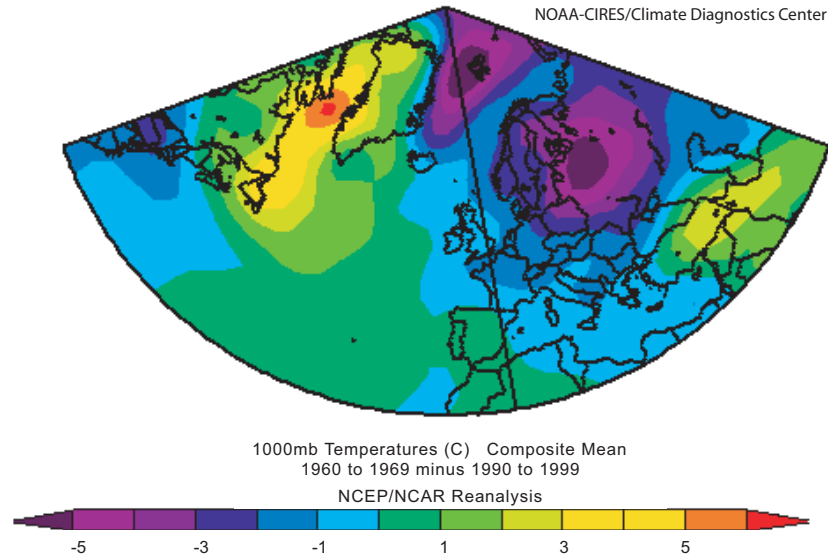 NOAA-CIRES/Climate Diagnostics Center
1000mb Temperatures (C) Composite Mean
1960 to 1969 minus 1990 to 1999
NCEP/NCAR Reanalysis
-5 -3 -1 1 3 5